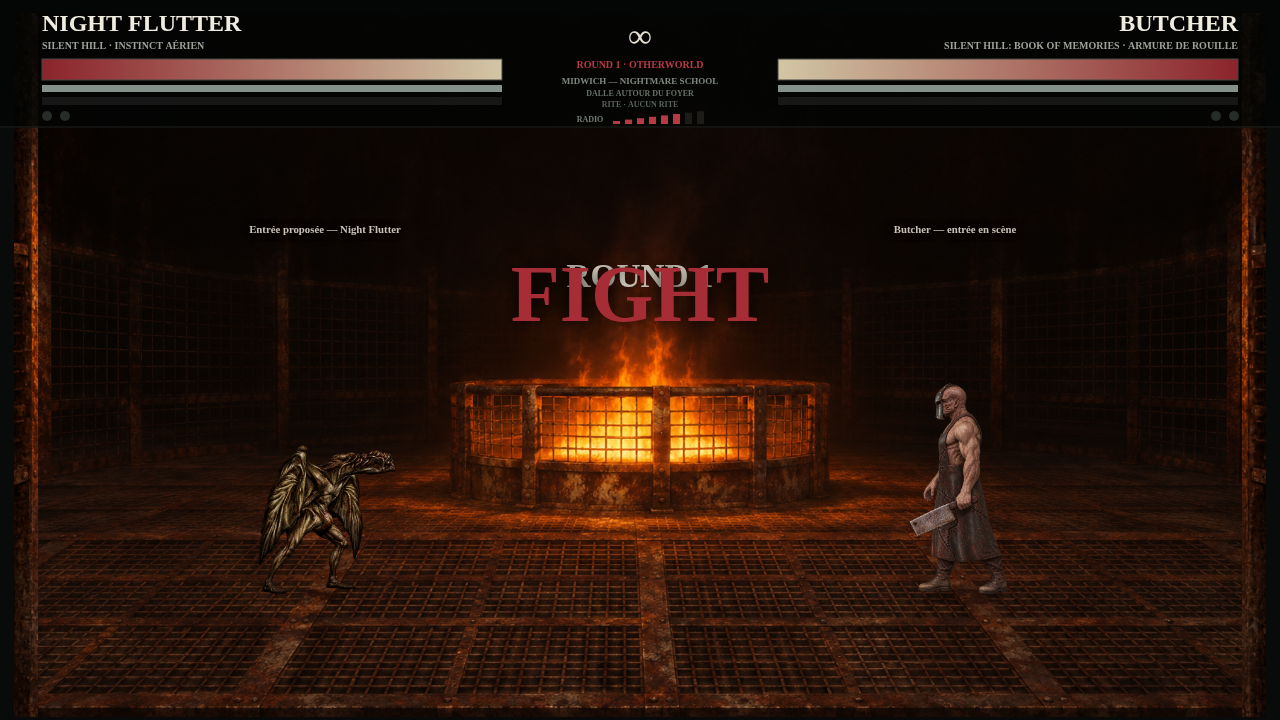 NIGHT FLUTTER
SILENT HILL · INSTINCT AÉRIEN
∞
ROUND 1 · OTHERWORLD
MIDWICH — NIGHTMARE SCHOOL
DALLE AUTOUR DU FOYER
RITE · AUCUN RITE
RADIO
BUTCHER
SILENT HILL: BOOK OF MEMORIES · ARMURE DE ROUILLE
Entrée proposée — Night Flutter
Butcher — entrée en scène
ROUND 1
FIGHT